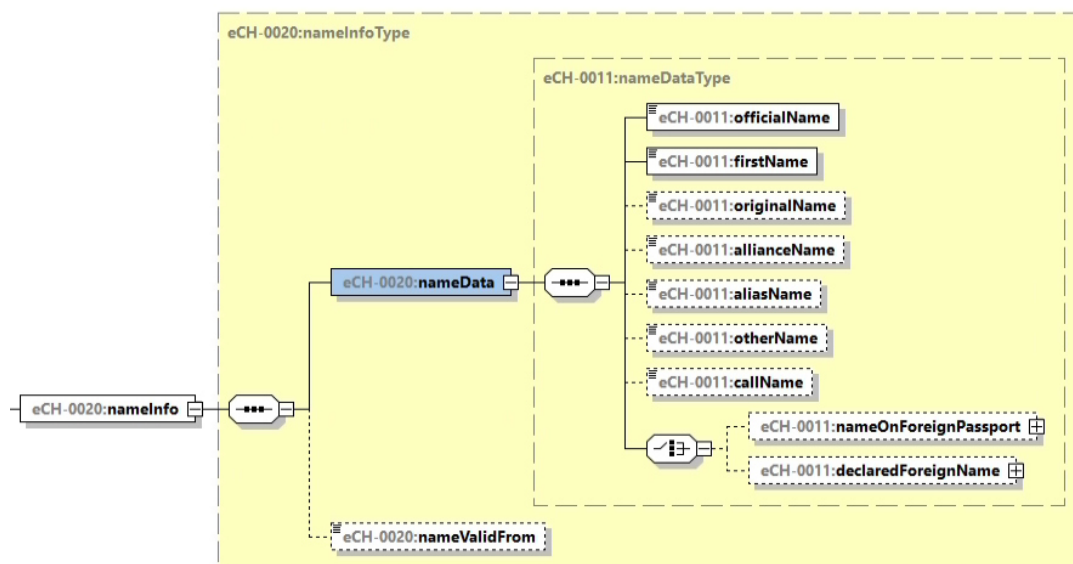 eCH-0020:nameInfoType
eCH-0011:nameDataType
eCH-0011:officialName
eCH-0011:firstName
eCH-0011:originalName
eCH-0011:allianceName
eCH-0020:nameData
eCH-0011:aliasName
eCH-0011:otherName
eCH-0011:callName
eCH-0020:nameInfo
eCH-0011:nameOnForeignPassport
eCH-0011:declaredForeignName
eCH-0020:nameValidFrom